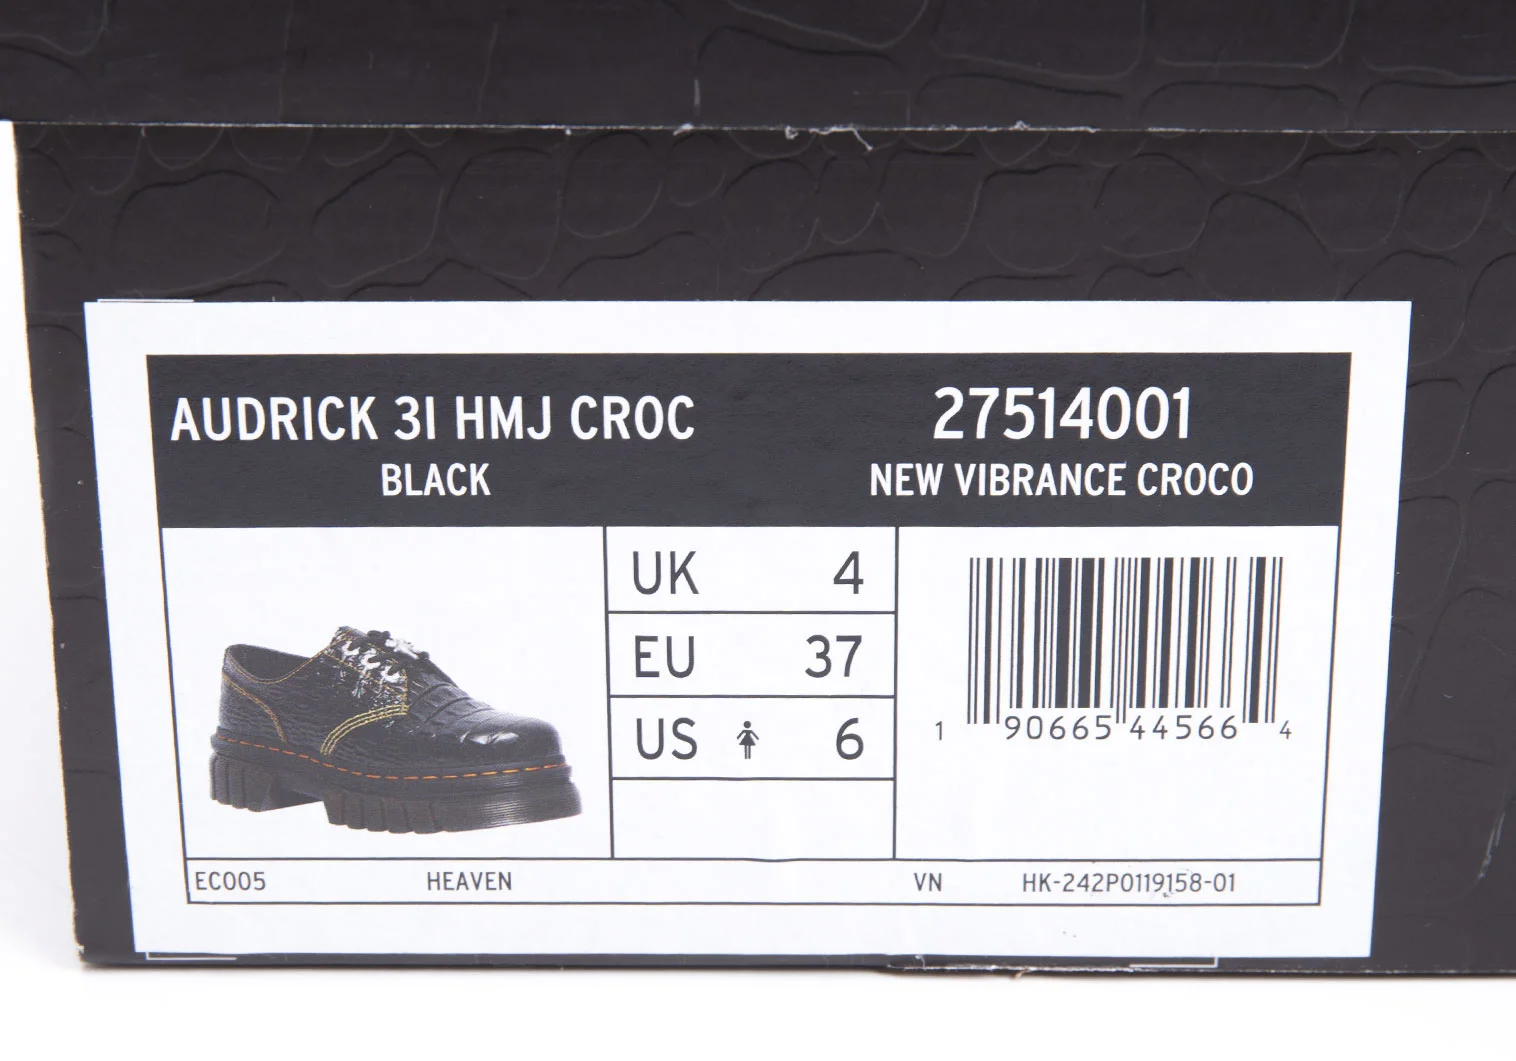 AUDRICK 3I HMJ CROC
BLACK
27514001
NEW VIBRANCE CROCO
UK 4
EU 37
US 6
1 90665 44566 4
EC005 HEAVEN VN HK-242P0119158-01